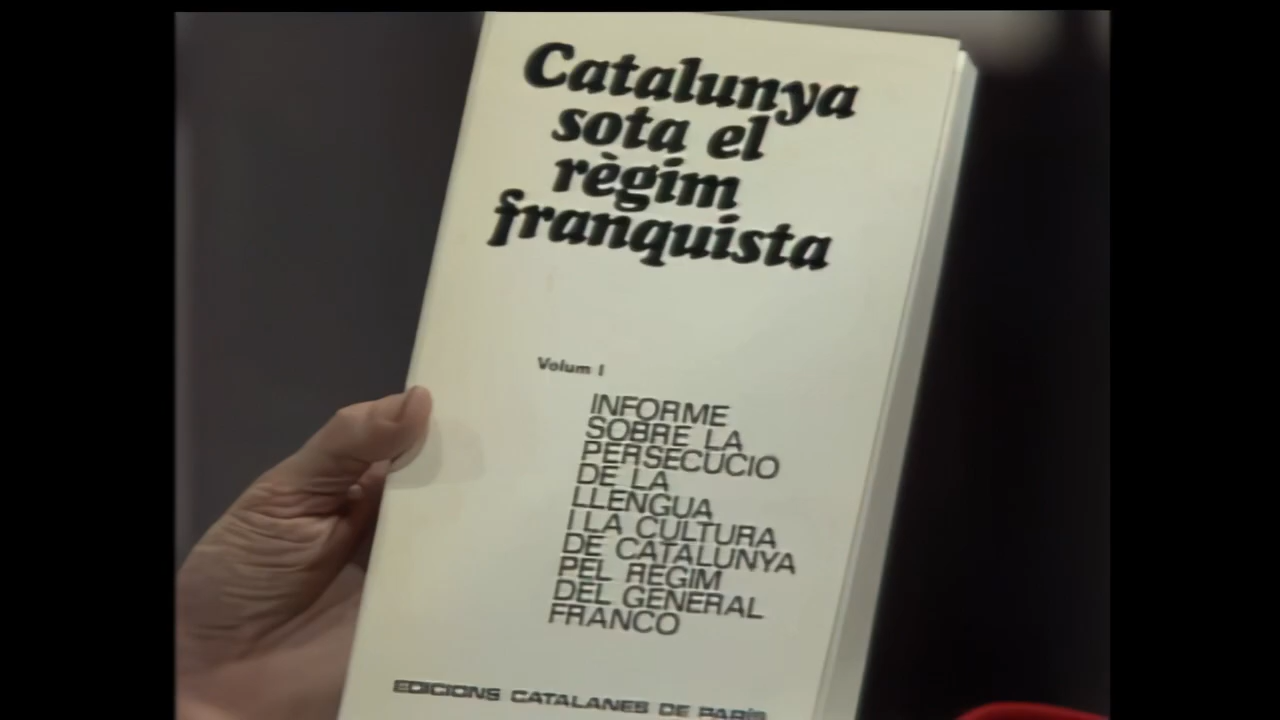 Catalunya
sota el
règim
franquista
Volum I
INFORME
SOBRE LA
PERSECUCIO
DE LA
LLENGUA
I LA CULTURA
DE CATALUNYA
PEL REGIM
DEL GENERAL
FRANCO
EDICIONS CATALANES DE PARÍS